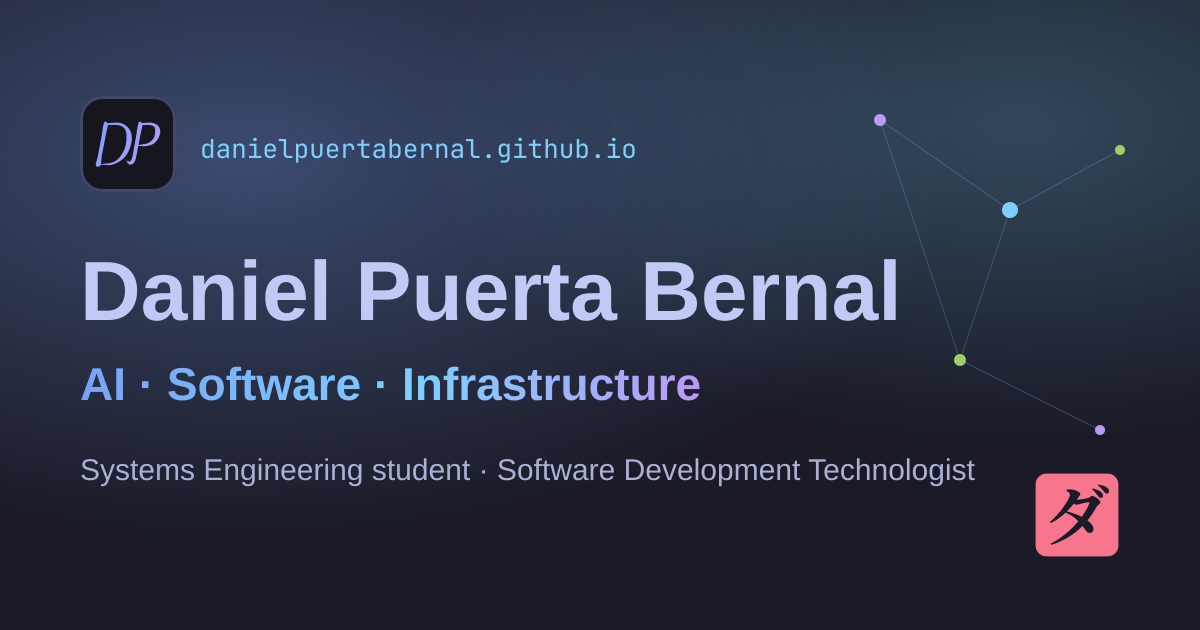 DP
danielpuertabernal.github.io
Daniel Puerta Bernal
AI · Software · Infrastructure
Systems Engineering student · Software Development Technologist
ダ